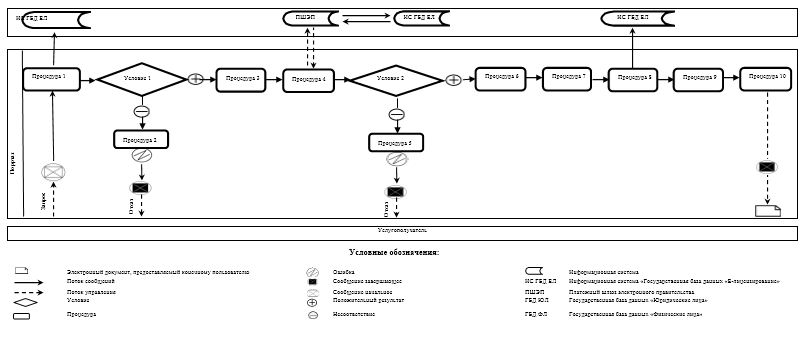 ИС ГБД ЕЛ
ПШЭП
ИС ГБД ЕЛ
ИС ГБД ЕЛ
Процедура 1
Условие 1
Процедура 3
Процедура 4
Условие 2
Процедура 6
Процедура 7
Процедура 8
Процедура 9
Процедура 10
Процедура 2
Процедура 5
Портал
Запрос
Отказ
Отказ
Услугополучатель
Условные обозначения:
Электронный документ, предоставляемый конечному пользователю
Поток сообщений
Поток управления
Условие
Процедура
Ошибка
Сообщение завершающее
Сообщение начальное
Положительный результат
Несоответствие
Информационная система
ИС ГБД ЕЛ
Информационная система «Государственная база данных «Е-лицензирование»
ПШЭП
Платежный шлюз электронного правительства
ГБД ЮЛ
Государственная база данных «Юридические лица»
ГБД ФЛ
Государственная база данных «Физические лица»